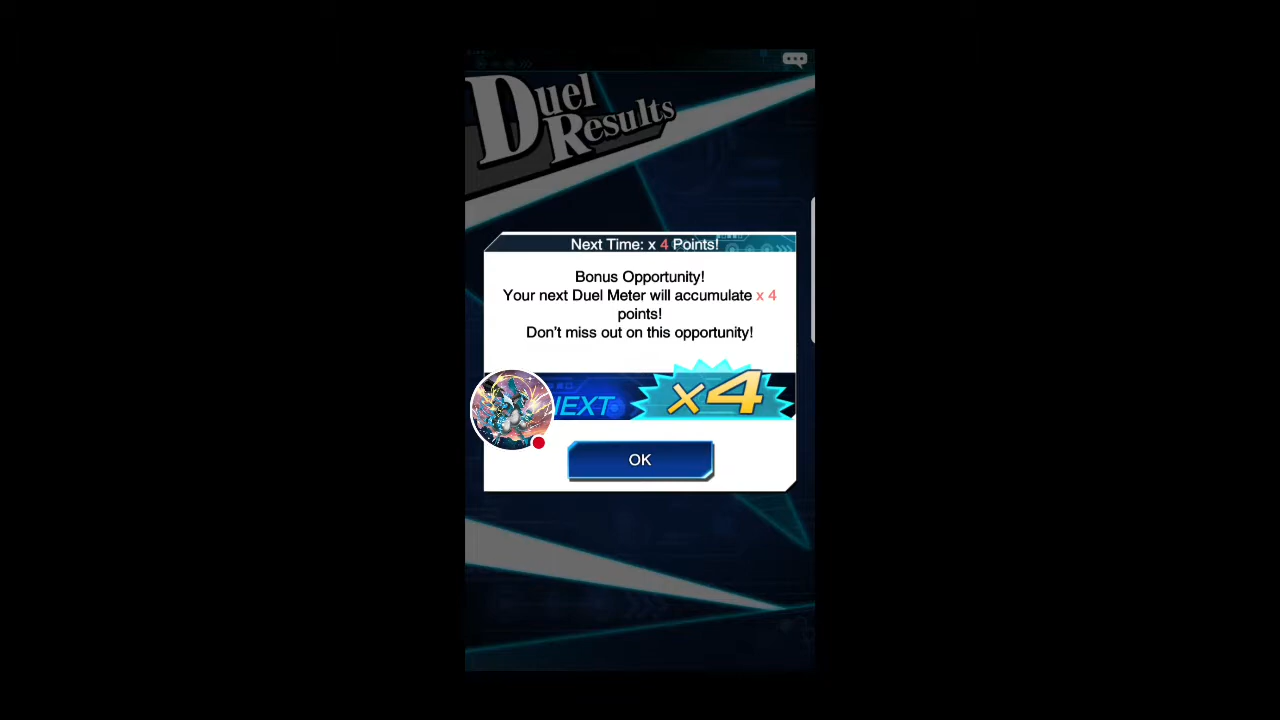 Duel
Results
Next Time: x 4 Points!
Bonus Opportunity!
Your next Duel Meter will accumulate x 4
points!
Don't miss out on this opportunity!
NEXT x4
OK